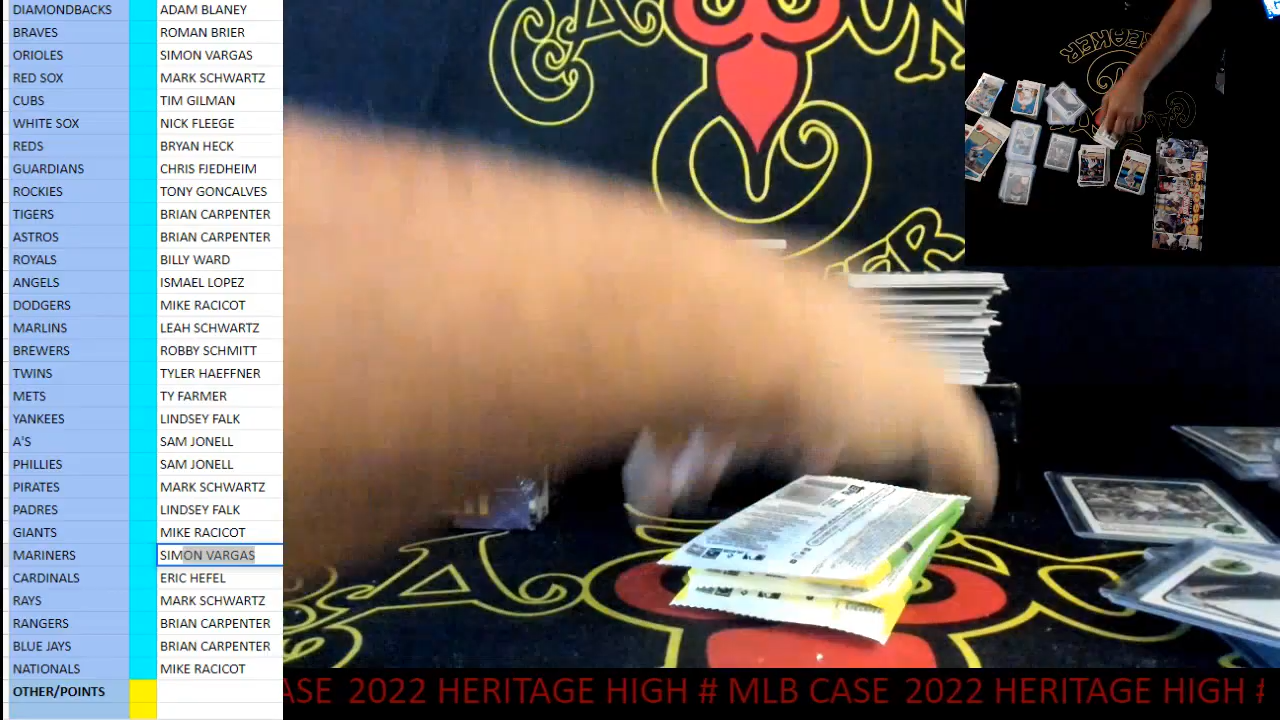 DIAMONDBACKS ADAM BLANEY
BRAVES ROMAN BRIER
ORIOLES SIMON VARGAS
RED SOX MARK SCHWARTZ
CUBS TIM GILMAN
WHITE SOX NICK FLEEGE
REDS BRYAN HECK
GUARDIANS CHRIS FJEDHEIM
ROCKIES TONY GONCALVES
TIGERS BRIAN CARPENTER
ASTROS BRIAN CARPENTER
ROYALS BILLY WARD
ANGELS ISMAEL LOPEZ
DODGERS MIKE RACICOT
MARLINS LEAH SCHWARTZ
BREWERS ROBBY SCHMITT
TWINS TYLER HAEFFNER
METS TY FARMER
YANKEES LINDSEY FALK
A'S SAM JONELL
PHILLIES SAM JONELL
PIRATES MARK SCHWARTZ
PADRES LINDSEY FALK
GIANTS MIKE RACICOT
MARINERS SIMON VARGAS
CARDINALS ERIC HEFEL
RAYS MARK SCHWARTZ
RANGERS BRIAN CARPENTER
BLUE JAYS BRIAN CARPENTER
NATIONALS MIKE RACICOT
OTHER/POINTS
ASE 2022 HERITAGE HIGH # MLB CASE 2022 HERITAGE HIGH #